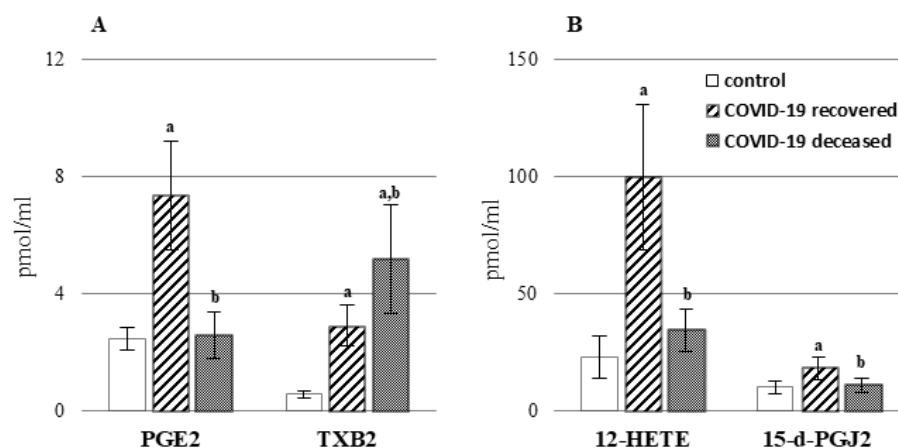 A
12
8
4
0
pmol/ml
a
b
a
a,b
PGE2
TXB2
B
150
100
50
0
pmol/ml
control
COVID-19 recovered
COVID-19 deceased
a
b
a
b
12-HETE
15-d-PGJ2